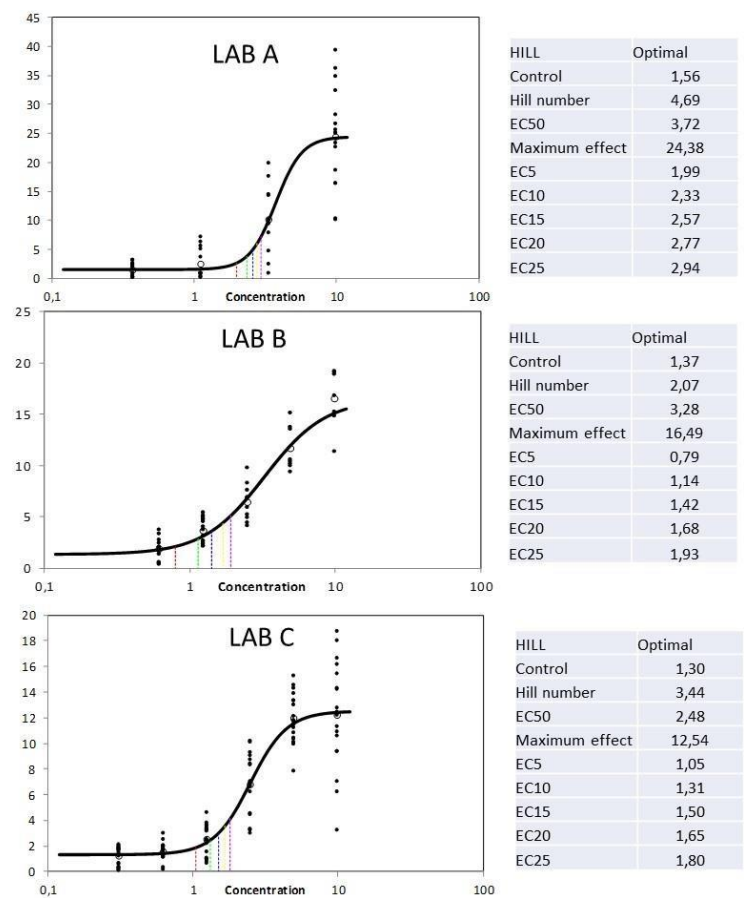 45
40
35
30
25
20
15
10
5
0
LAB A
0,1 1 Concentration 10 100
HILL Optimal
Control 1,56
Hill number 4,69
EC50 3,72
Maximum effect 24,38
EC5 1,99
EC10 2,33
EC15 2,57
EC20 2,77
EC25 2,94
25
20
15
10
5
0
LAB B
0,1 1 Concentration 10 100
HILL Optimal
Control 1,37
Hill number 2,07
EC50 3,28
Maximum effect 16,49
EC5 0,79
EC10 1,14
EC15 1,42
EC20 1,68
EC25 1,93
20
18
16
14
12
10
8
6
4
2
0
LAB C
0,1 1 Concentration 10 100
HILL Optimal
Control 1,30
Hill number 3,44
EC50 2,48
Maximum effect 12,54
EC5 1,05
EC10 1,31
EC15 1,50
EC20 1,65
EC25 1,80